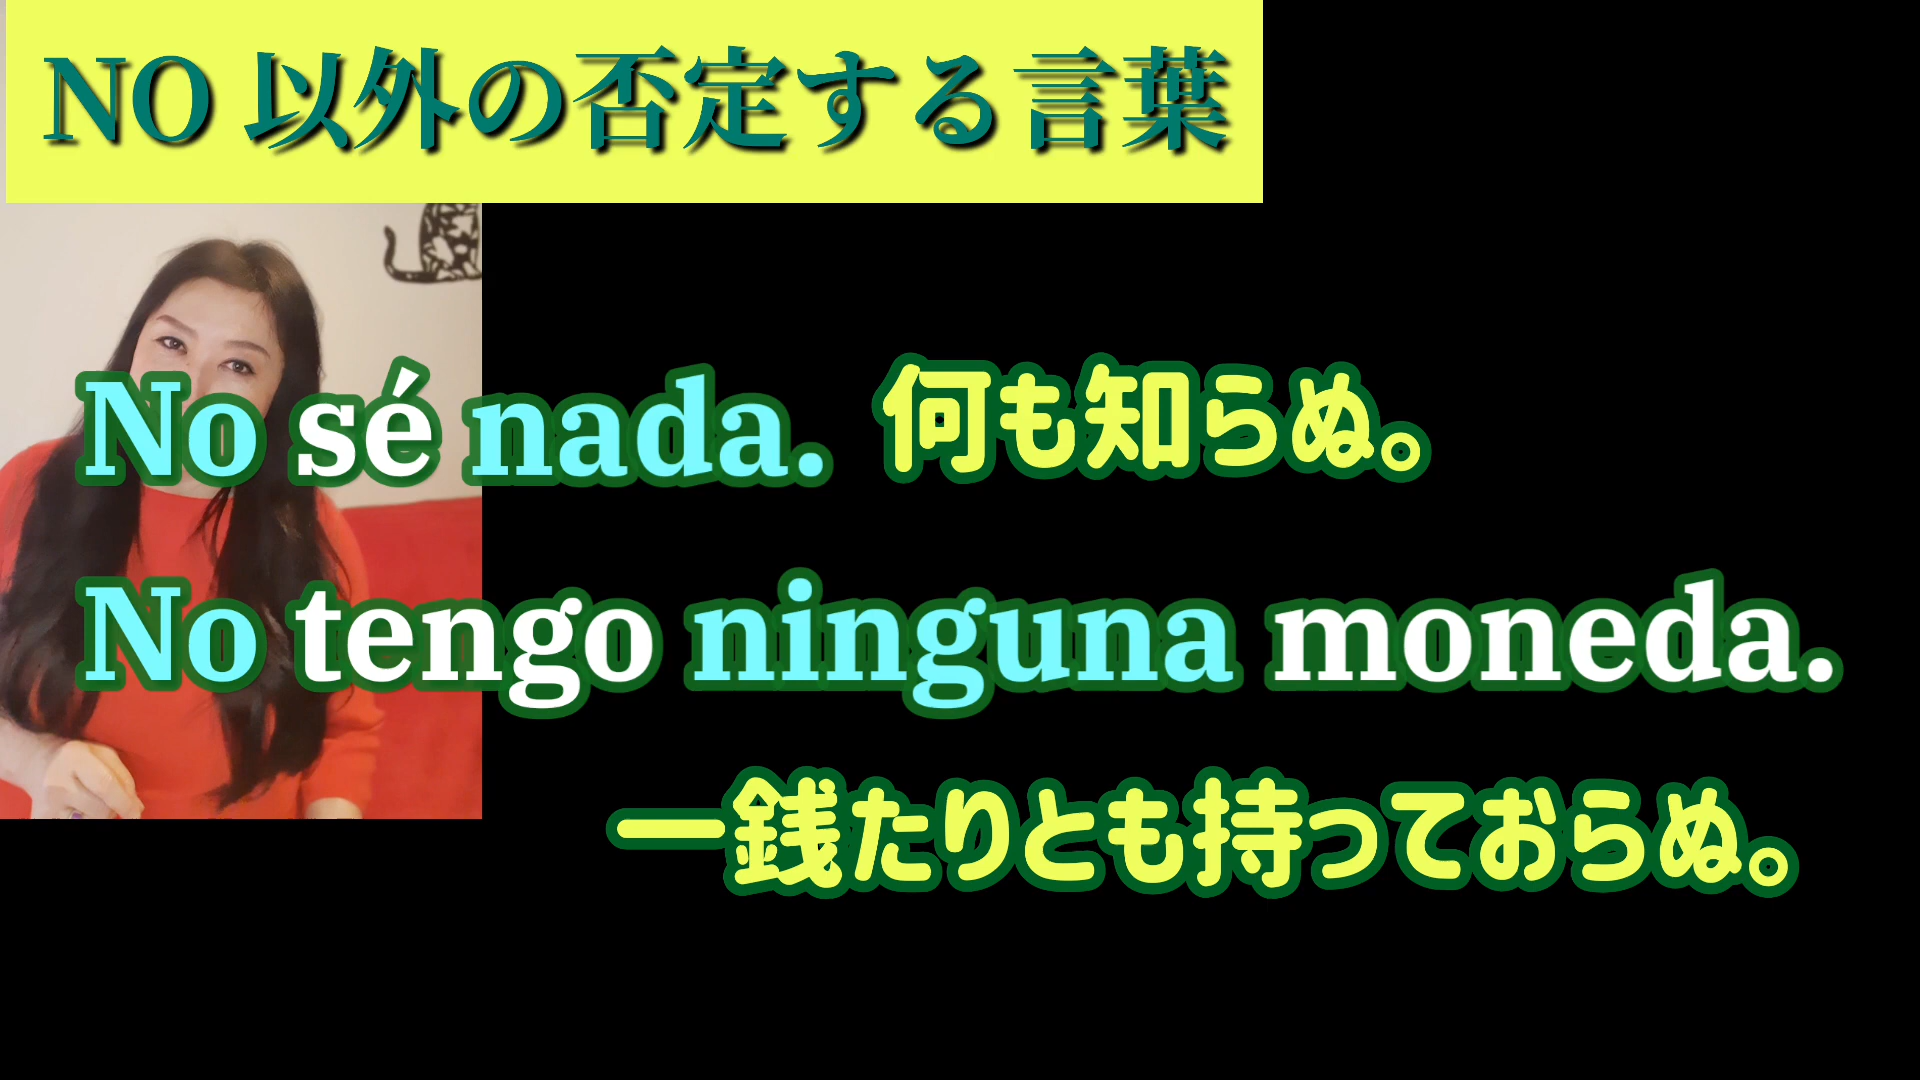 NO 以外の否定する言葉
No sé nada. 何も知らぬ。
No tengo ninguna moneda.
一銭たりとも持っておらぬ。